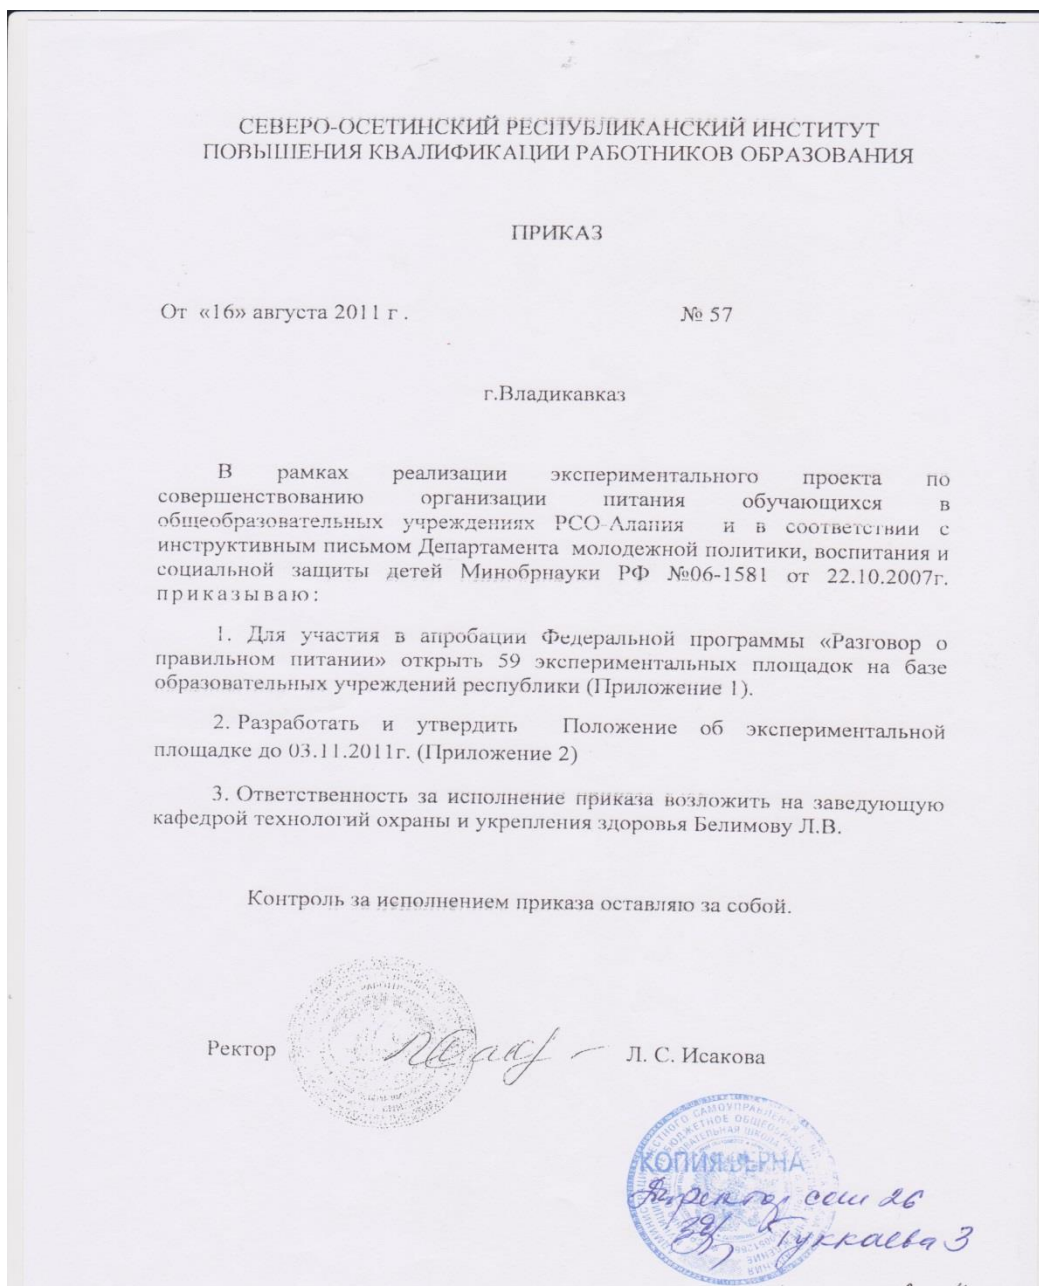 СЕВЕРО-ОСЕТИНСКИЙ РЕСПУБЛИКАНСКИЙ ИНСТИТУТ
ПОВЫШЕНИЯ КВАЛИФИКАЦИИ РАБОТНИКОВ ОБРАЗОВАНИЯ
ПРИКАЗ
От «16» августа 2011 г . № 57
г.Владикавказ
В рамках реализации экспериментального проекта по
совершенствованию организации питания обучающихся в
общеобразовательных учреждениях РСО-Алания и в соответствии с
инструктивным письмом Департамента молодежной политики, воспитания и
социальной защиты детей Минобрнауки РФ №06-1581 от 22.10.2007г.
приказываю:
1. Для участия в апробации Федеральной программы «Разговор о
правильном питании» открыть 59 экспериментальных площадок на базе
образовательных учреждений республики (Приложение 1).
2. Разработать и утвердить Положение об экспериментальной
площадке до 03.11.2011г. (Приложение 2)
3. Ответственность за исполнение приказа возложить на заведующую
кафедрой технологий охраны и укрепления здоровья Белимову Л.В.
Контроль за исполнением приказа оставляю за собой.
Ректор Л. С. Исакова
КОПИЯ ВЕРНА
Директор сош 26
Туккаева З